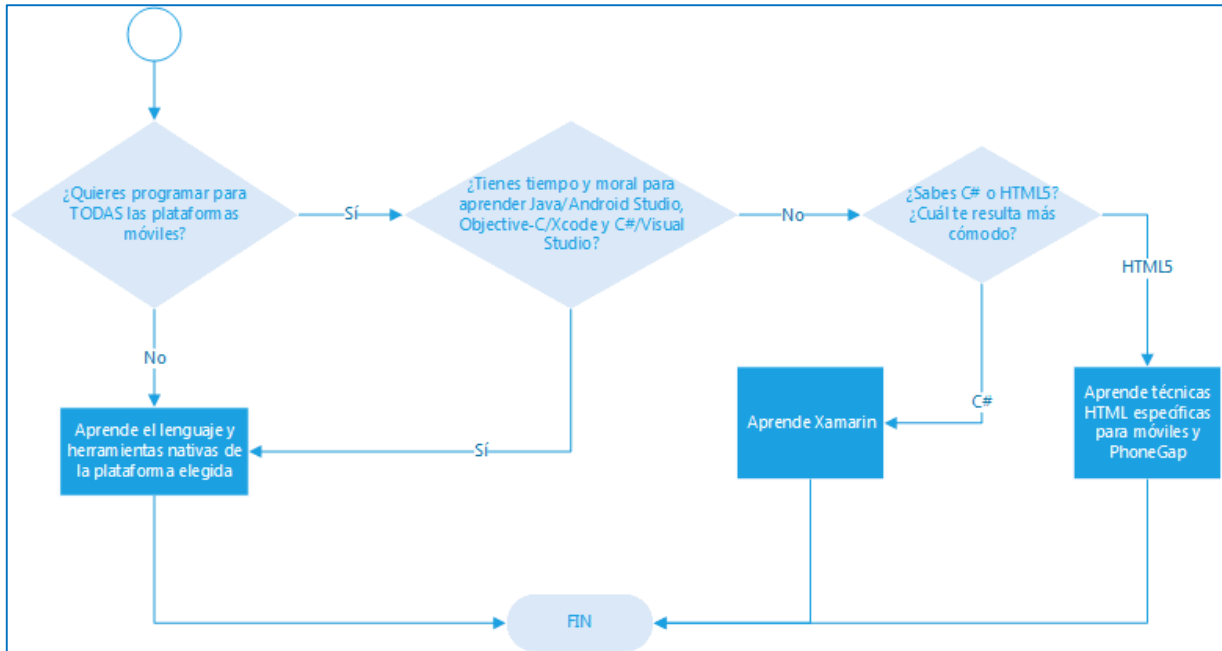 ¿Quieres programar para
TODAS las plataformas
móviles?
Sí
¿Tienes tiempo y moral para
aprender Java/Android Studio,
Objective-C/Xcode y C#/Visual
Studio?
No
¿Sabes C# o HTML5?
¿Cuál te resulta más
cómodo?
HTML5
No
C#
Aprende el lenguaje y
herramientas nativas de
la plataforma elegida
Sí
Aprende Xamarin
Aprende técnicas
HTML específicas
para móviles y
PhoneGap
FIN